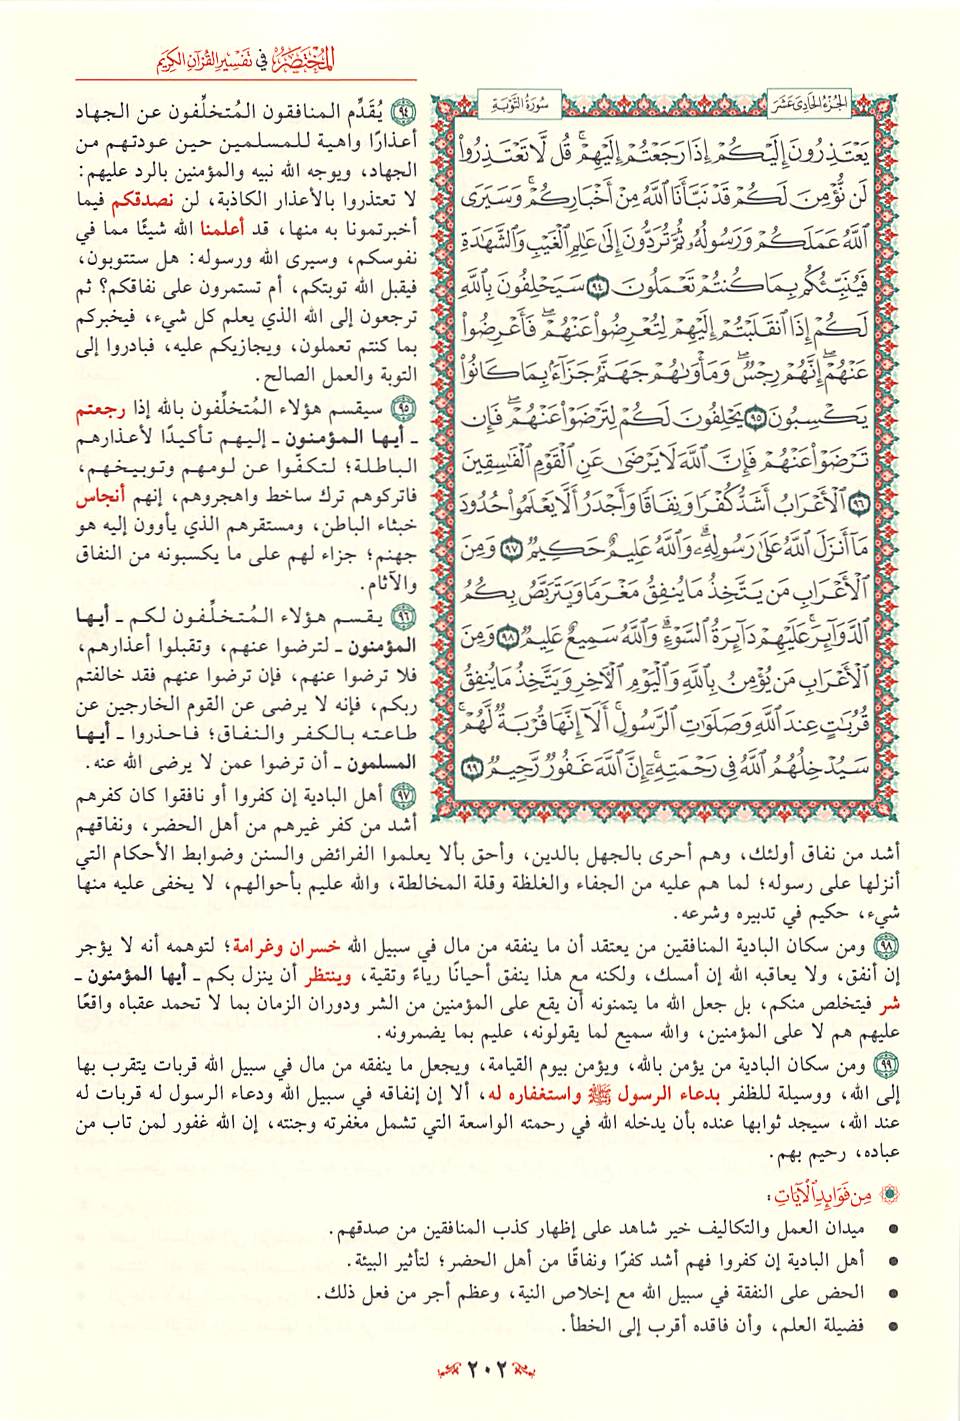 المختصر في تفسير القرآن الكريم
الجزء الحادي عشر
سورة التوبة
يَعْتَذِرُونَ إِلَيْكُمْ إِذَا رَجَعْتُمْ إِلَيْهِمْ ۚ قُل لَّا تَعْتَذِرُوا۟
لَن نُّؤْمِنَ لَكُمْ قَدْ نَبَّأَنَا ٱللَّهُ مِنْ أَخْبَارِكُمْ ۚ وَسَيَرَى
ٱللَّهُ عَمَلَكُمْ وَرَسُولُهُۥ ثُمَّ تُرَدُّونَ إِلَىٰ عَٰلِمِ ٱلْغَيْبِ وَٱلشَّهَٰدَةِ
فَيُنَبِّئُكُم بِمَا كُنتُمْ تَعْمَلُونَ ٩٤ سَيَحْلِفُونَ بِٱللَّهِ
لَكُمْ إِذَا ٱنقَلَبْتُمْ إِلَيْهِمْ لِتُعْرِضُوا۟ عَنْهُمْ ۖ فَأَعْرِضُوا۟
عَنْهُمْ ۖ إِنَّهُمْ رِجْسٌ ۖ وَمَأْوَىٰهُمْ جَهَنَّمُ جَزَآءًۢ بِمَا كَانُوا۟
يَكْسِبُونَ ٩٥ يَحْلِفُونَ لَكُمْ لِتَرْضَوْا۟ عَنْهُمْ ۖ فَإِن
تَرْضَوْا۟ عَنْهُمْ فَإِنَّ ٱللَّهَ لَا يَرْضَىٰ عَنِ ٱلْقَوْمِ ٱلْفَٰسِقِينَ
٩٦ ٱلْأَعْرَابُ أَشَدُّ كُفْرًا وَنِفَاقًا وَأَجْدَرُ أَلَّا يَعْلَمُوا۟ حُدُودَ
مَآ أَنزَلَ ٱللَّهُ عَلَىٰ رَسُولِهِۦ ۗ وَٱللَّهُ عَلِيمٌ حَكِيمٌ ٩٧ وَمِنَ
ٱلْأَعْرَابِ مَن يَتَّخِذُ مَا يُنفِقُ مَغْرَمًا وَيَتَرَبَّصُ بِكُمُ
ٱلدَّوَآئِرَ ۚ عَلَيْهِمْ دَآئِرَةُ ٱلسَّوْءِ ۗ وَٱللَّهُ سَمِيعٌ عَلِيمٌ ٩٨ وَمِنَ
ٱلْأَعْرَابِ مَن يُؤْمِنُ بِٱللَّهِ وَٱلْيَوْمِ ٱلْءَاخِرِ وَيَتَّخِذُ مَا يُنفِقُ
قُرُبَٰتٍ عِندَ ٱللَّهِ وَصَلَوَٰتِ ٱلرَّسُولِ ۚ أَلَآ إِنَّهَا قُرْبَةٌ لَّهُمْ ۚ
سَيُدْخِلُهُمُ ٱللَّهُ فِى رَحْمَتِهِۦٓ ۗ إِنَّ ٱللَّهَ غَفُورٌ رَّحِيمٌ ٩٩
٩٤ يُقَدِّم المنافقون المُتخلِّفون عن الجهاد
أعذارًا واهية للمسلمين حين عودتهم من
الجهاد، ويوجه الله نبيه والمؤمنين بالرد عليهم:
لا تعتذروا بالأعذار الكاذبة، لن نصدقكم فيما
أخبرتمونا به منها، قد أعلمنا الله شيئًا مما في
نفوسكم، وسيرى الله ورسوله: هل ستتوبون،
فيقبل الله توبتكم، أم تستمرون على نفاقكم؟ ثم
ترجعون إلى الله الذي يعلم كل شيء، فيخبركم
بما كنتم تعملون، ويجازيكم عليه، فبادروا إلى
التوبة والعمل الصالح.
٩٥ سيقسم هؤلاء المُتخلِّفون بالله إذا رجعتم
ـ أيها المؤمنون ـ إليهم تأكيدًا لأعذارهم
الباطلة؛ لتكفّوا عن لومهم وتوبيخهم،
فاتركوهم ترك ساخط واهجروهم، إنهم أنجاس
خبثاء الباطن، ومستقرهم الذي يأوون إليه هو
جهنم؛ جزاء لهم على ما يكسبونه من النفاق
والآثام.
٩٦ يقسم هؤلاء المُتخلِّفون لكم ـ أيها
المؤمنون ـ لترضوا عنهم، وتقبلوا أعذارهم،
فلا ترضوا عنهم، فإن ترضوا عنهم فقد خالفتم
ربكم، فإنه لا يرضى عن القوم الخارجين عن
طاعته بالكفر والنفاق؛ فاحذروا ـ أيها
المسلمون ـ أن ترضوا عمن لا يرضى الله عنه.
٩٧ أهل البادية إن كفروا أو نافقوا كان كفرهم
أشد من كفر غيرهم من أهل الحضر، ونفاقهم
أشد من نفاق أولئك، وهم أحرى بالجهل بالدين، وأحق بألا يعلموا الفرائض والسنن وضوابط الأحكام التي
أنزلها على رسوله؛ لما هم عليه من الجفاء والغلظة وقلة المخالطة، والله عليم بأحوالهم، لا يخفى عليه منها
شيء، حكيم في تدبيره وشرعه.
٩٨ ومن سكان البادية المنافقين من يعتقد أن ما ينفقه من مال في سبيل الله خسران وغرامة؛ لتوهمه أنه لا يؤجر
إن أنفق، ولا يعاقبه الله إن أمسك، ولكنه مع هذا ينفق أحيانًا رياءً وتقية، وينتظر أن ينزل بكم ـ أيها المؤمنون ـ
شر فيتخلص منكم، بل جعل الله ما يتمنونه أن يقع على المؤمنين من الشر ودوران الزمان بما لا تحمد عقباه واقعًا
عليهم هم لا على المؤمنين، والله سميع لما يقولونه، عليم بما يضمرونه.
٩٩ ومن سكان البادية من يؤمن بالله، ويؤمن بيوم القيامة، ويجعل ما ينفقه من مال في سبيل الله قربات يتقرب بها
إلى الله، ووسيلة للظفر بدعاء الرسول ﷺ واستغفاره له، ألا إن إنفاقه في سبيل الله ودعاء الرسول له قربات له
عند الله، سيجد ثوابها عنده بأن يدخله الله في رحمته الواسعة التي تشمل مغفرته وجنته، إن الله غفور لمن تاب من
عباده، رحيم بهم.
من فوائد الآيات:
• ميدان العمل والتكاليف خير شاهد على إظهار كذب المنافقين من صدقهم.
• أهل البادية إن كفروا فهم أشد كفرًا ونفاقًا من أهل الحضر؛ لتأثير البيئة.
• الحض على النفقة في سبيل الله مع إخلاص النية، وعظم أجر من فعل ذلك.
• فضيلة العلم، وأن فاقده أقرب إلى الخطأ.
٢٠٢